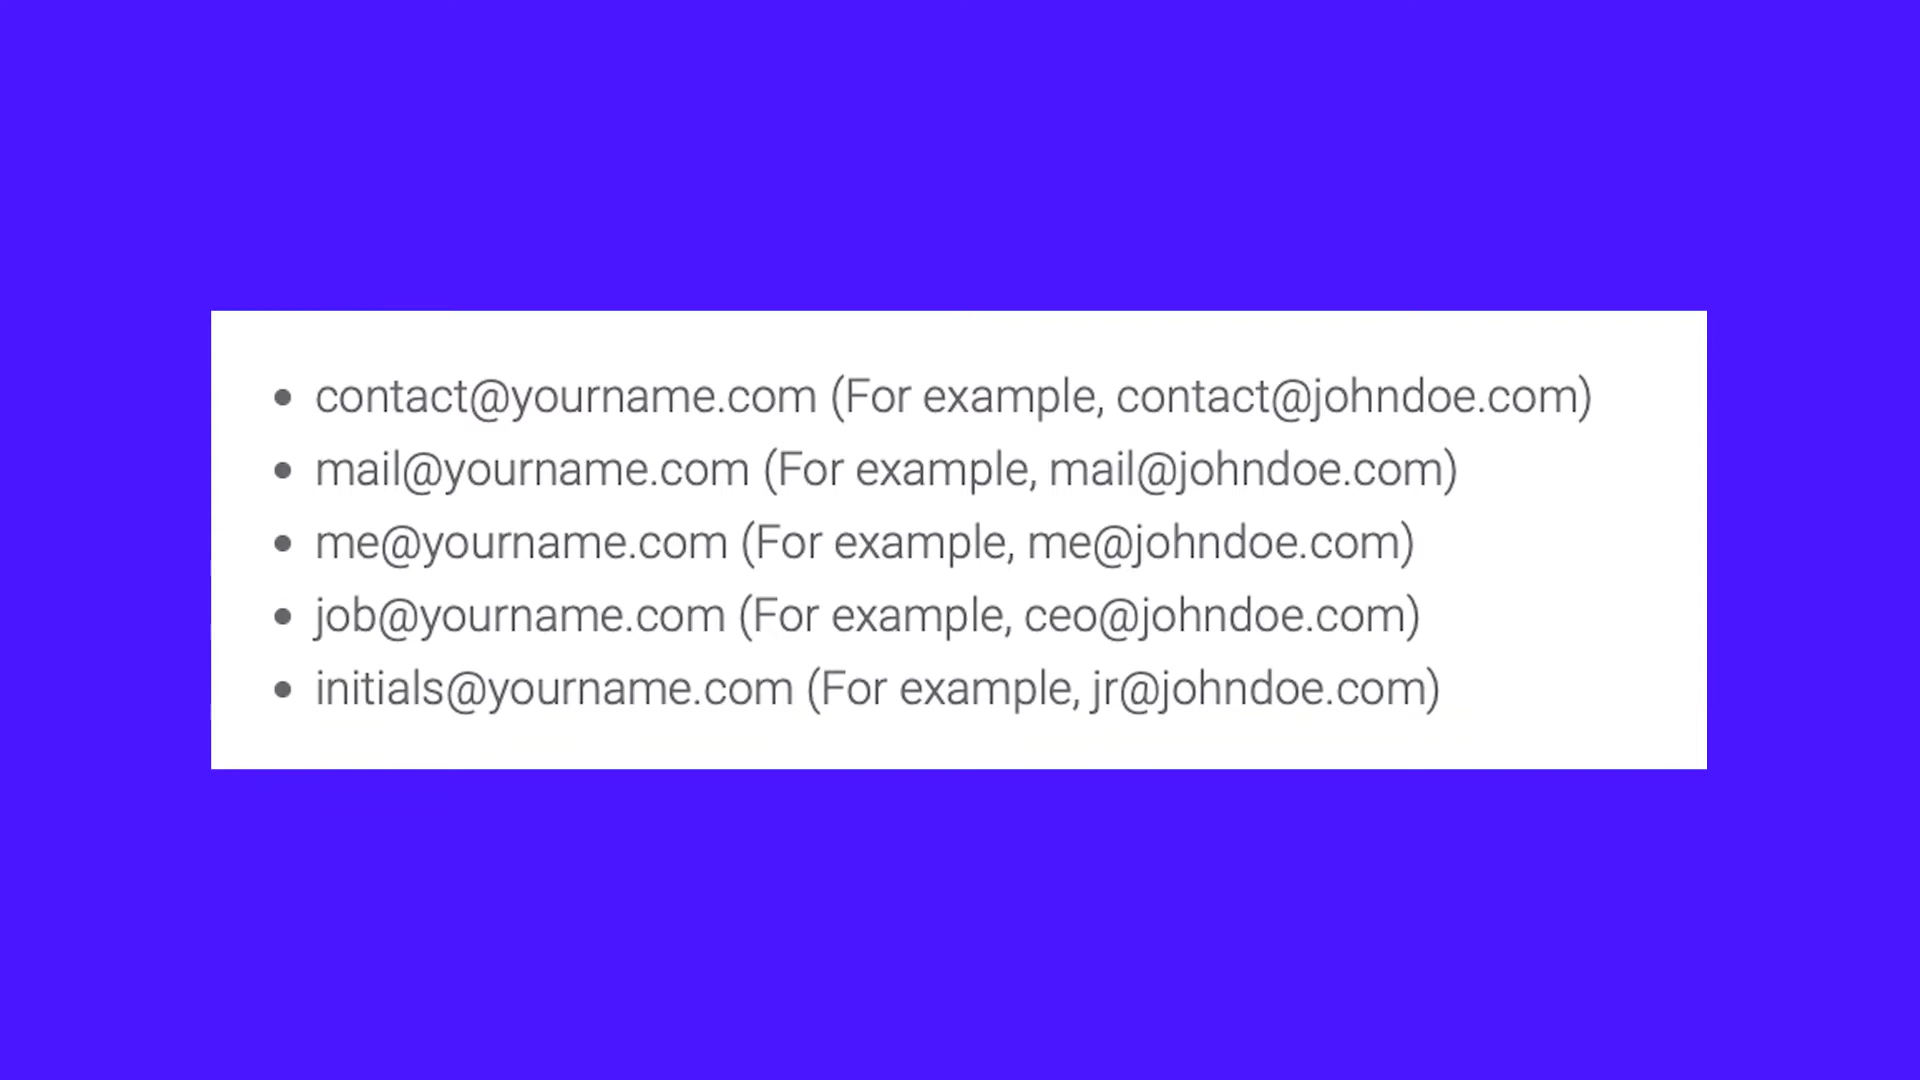 • contact@yourname.com (For example, contact@johndoe.com)
• mail@yourname.com (For example, mail@johndoe.com)
• me@yourname.com (For example, me@johndoe.com)
• job@yourname.com (For example, ceo@johndoe.com)
• initials@yourname.com (For example, jr@johndoe.com)